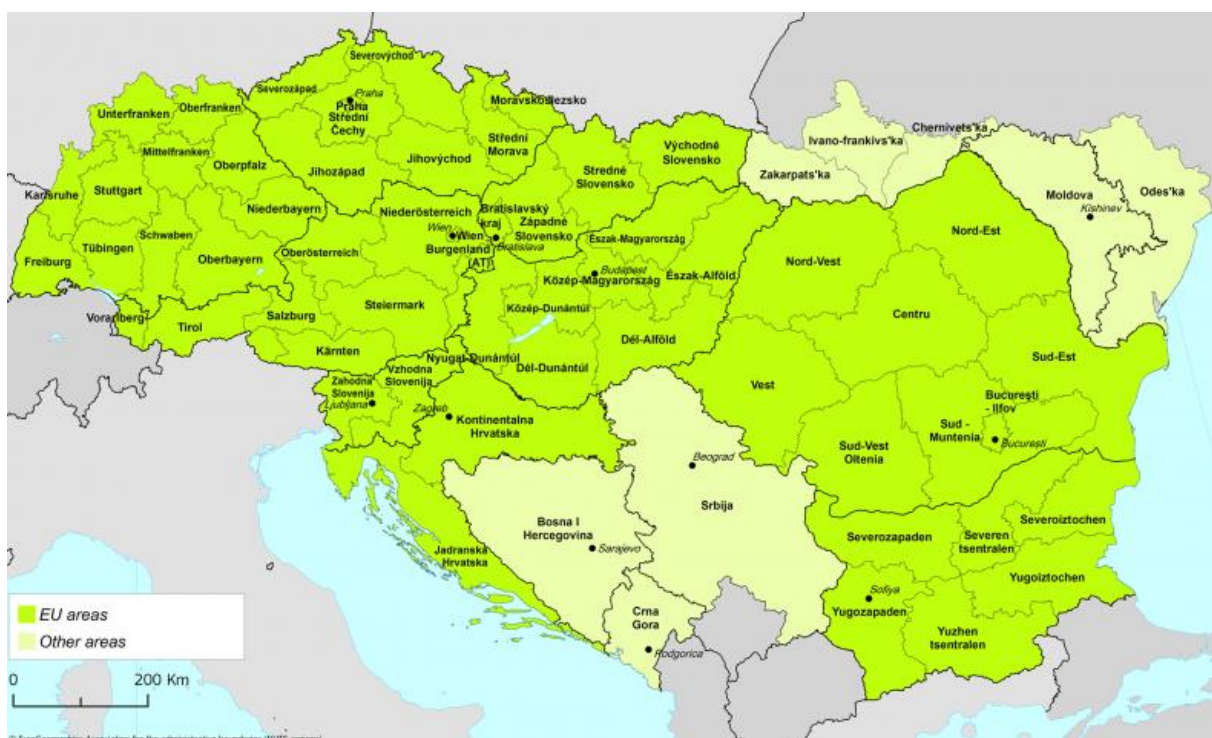 Severovýchod
Severozápad
Praha
Praha
Střední
Čechy
Moravskoslezsko
Oberfranken
Unterfranken
Mittelfranken
Oberpfalz
Jihozápad
Jihovýchod
Střední
Morava
Východné
Slovensko
Stredné
Slovensko
Ivano-frankivs'ka
Chernivets'ka
Zakarpats'ka
Moldova
Kishinev
Odes'ka
Karlsruhe
Stuttgart
Niederbayern
Niederösterreich
Bratislavský
kraj
Západné
Slovensko
Wien
Wien
Bratislava
Burgenland
(AT)
Észak-Magyarország
Nord-Est
Tübingen
Schwaben
Oberbayern
Freiburg
Oberösterreich
Budapest
Közép-Magyarország
Észak-Alföld
Nord-Vest
Vorarlberg
Tirol
Salzburg
Steiermark
Közép-Dunántúl
Centru
Kärnten
Nyugat-Dunántúl
Dél-Dunántúl
Dél-Alföld
Sud-Est
Zahodna
Slovenija
Ljubljana
Vzhodna
Slovenija
Zagreb
Kontinentalna
Hrvatska
Vest
Bucureşti
- Ilfov
Bucureşti
Sud -
Muntenia
Sud-Vest
Oltenia
Beograd
Srbija
Bosna I
Hercegovina
Sarajevo
Jadranska
Hrvatska
Severozapaden
Severen
tsentralen
Severoiztochen
Yugoiztochen
Sofiya
Yugozapaden
Yuzhen
tsentralen
Crna
Gora
Podgorica
EU areas
Other areas
0 200 Km